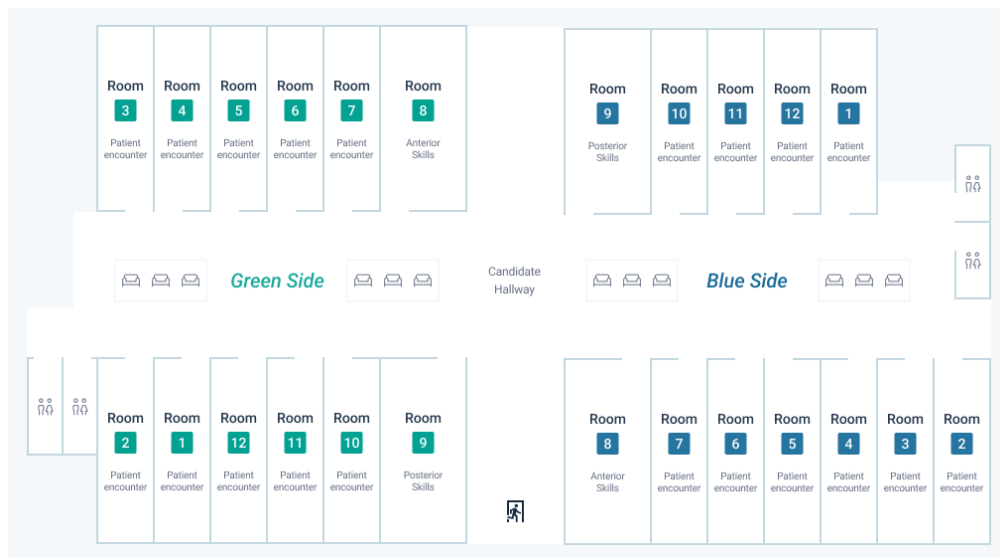 Room
3
Patient
encounter
Room
4
Patient
encounter
Room
5
Patient
encounter
Room
6
Patient
encounter
Room
7
Patient
encounter
Room
8
Anterior
Skills
Room
9
Posterior
Skills
Room
10
Patient
encounter
Room
11
Patient
encounter
Room
12
Patient
encounter
Room
1
Patient
encounter
Green Side
Candidate
Hallway
Blue Side
Room
2
Patient
encounter
Room
1
Patient
encounter
Room
12
Patient
encounter
Room
11
Patient
encounter
Room
10
Patient
encounter
Room
9
Posterior
Skills
Room
8
Anterior
Skills
Room
7
Patient
encounter
Room
6
Patient
encounter
Room
5
Patient
encounter
Room
4
Patient
encounter
Room
3
Patient
encounter
Room
2
Patient
encounter